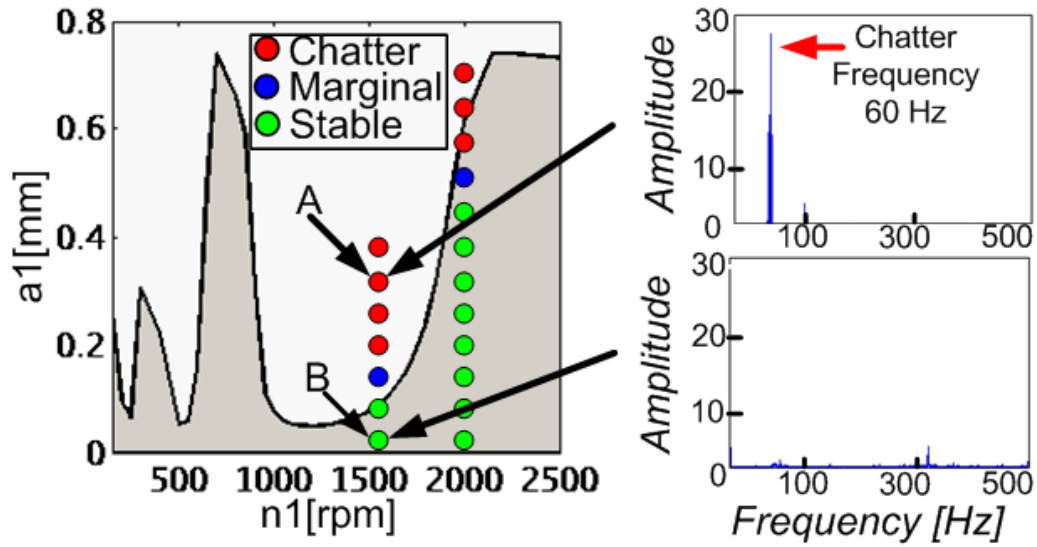 0.8
0.6
0.4
0.2
0
a1[mm]
Chatter
Marginal
Stable
A
B
500 1000 1500 2000 2500
n1[rpm]
30
20
10
0
Amplitude
Chatter
Frequency
60 Hz
100 300 500
30
20
10
0
Amplitude
100 300 500
Frequency [Hz]